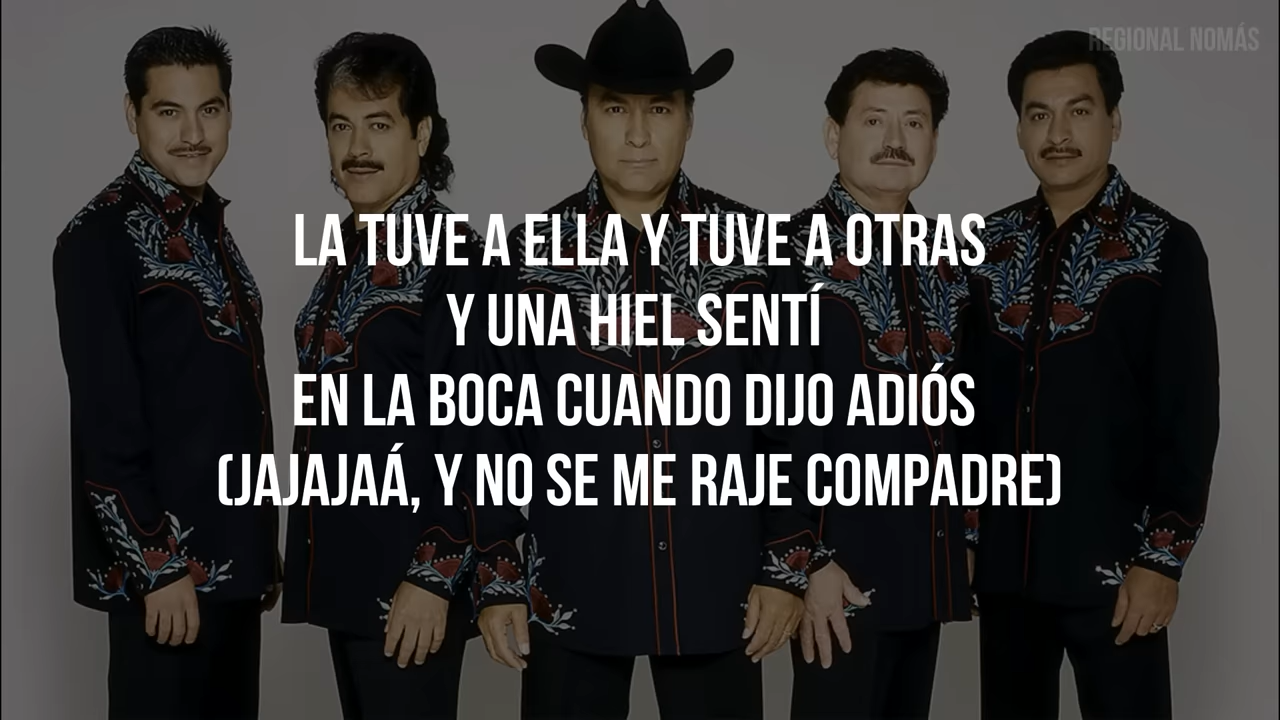 REGIONAL NOMÁS
LA TUVE A ELLA Y TUVE A OTRAS
Y UNA HIEL SENTÍ
EN LA BOCA CUANDO DIJO ADIÓS
(JAJAJAÁ, Y NO SE ME RAJE COMPADRE)